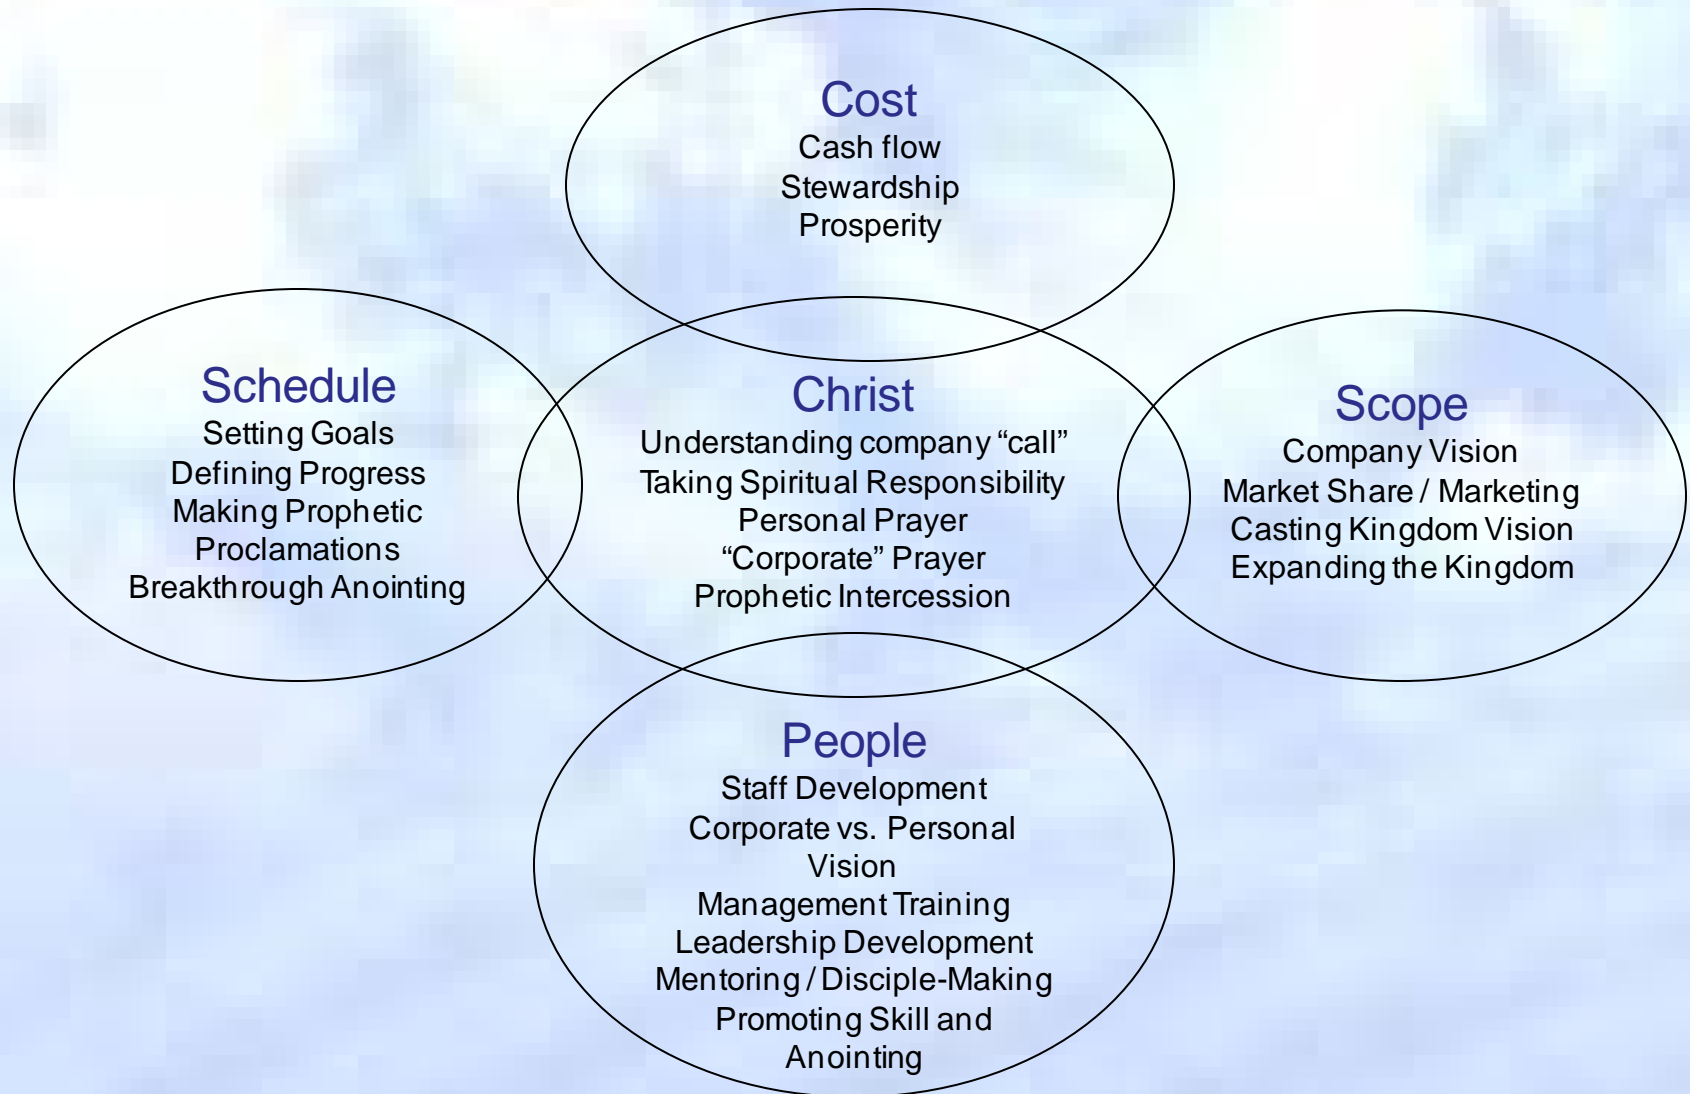 Cost
Cash flow
Stewardship
Prosperity
Schedule
Setting Goals
Defining Progress
Making Prophetic
Proclamations
Breakthrough Anointing
Christ
Understanding company “call”
Taking Spiritual Responsibility
Personal Prayer
“Corporate” Prayer
Prophetic Intercession
Scope
Company Vision
Market Share / Marketing
Casting Kingdom Vision
Expanding the Kingdom
People
Staff Development
Corporate vs. Personal
Vision
Management Training
Leadership Development
Mentoring / Disciple-Making
Promoting Skill and
Anointing